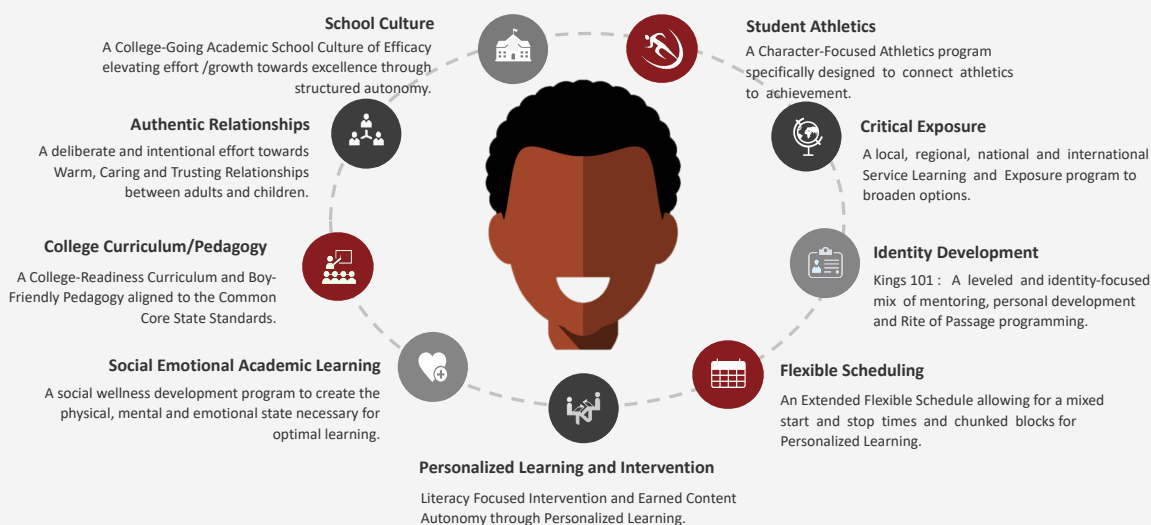 School Culture
A College-Going Academic School Culture of Efficacy
elevating effort /growth towards excellence through
structured autonomy.
Student Athletics
A Character-Focused Athletics program
specifically designed to connect athletics
to achievement.
Authentic Relationships
A deliberate and intentional effort towards
Warm, Caring and Trusting Relationships
between adults and children.
Critical Exposure
A local, regional, national and international
Service Learning and Exposure program to
broaden options.
College Curriculum/Pedagogy
A College-Readiness Curriculum and Boy-
Friendly Pedagogy aligned to the Common
Core State Standards.
Identity Development
Kings 101 : A leveled and identity-focused
mix of mentoring, personal development
and Rite of Passage programming.
Social Emotional Academic Learning
A social wellness development program to create the
physical, mental and emotional state necessary for
optimal learning.
Flexible Scheduling
An Extended Flexible Schedule allowing for a mixed
start and stop times and chunked blocks for
Personalized Learning.
Personalized Learning and Intervention
Literacy Focused Intervention and Earned Content
Autonomy through Personalized Learning.